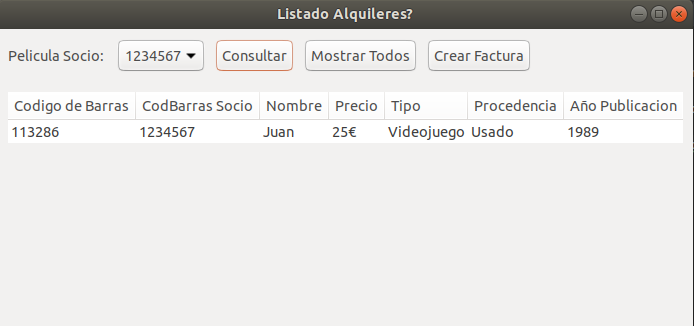 Listado Alquileres?
Pelicula Socio: 1234567 Consultar Mostrar Todos Crear Factura
Codigo de Barras CodBarras Socio Nombre Precio Tipo Procedencia Año Publicacion
113286 1234567 Juan 25€ Videojuego Usado 1989